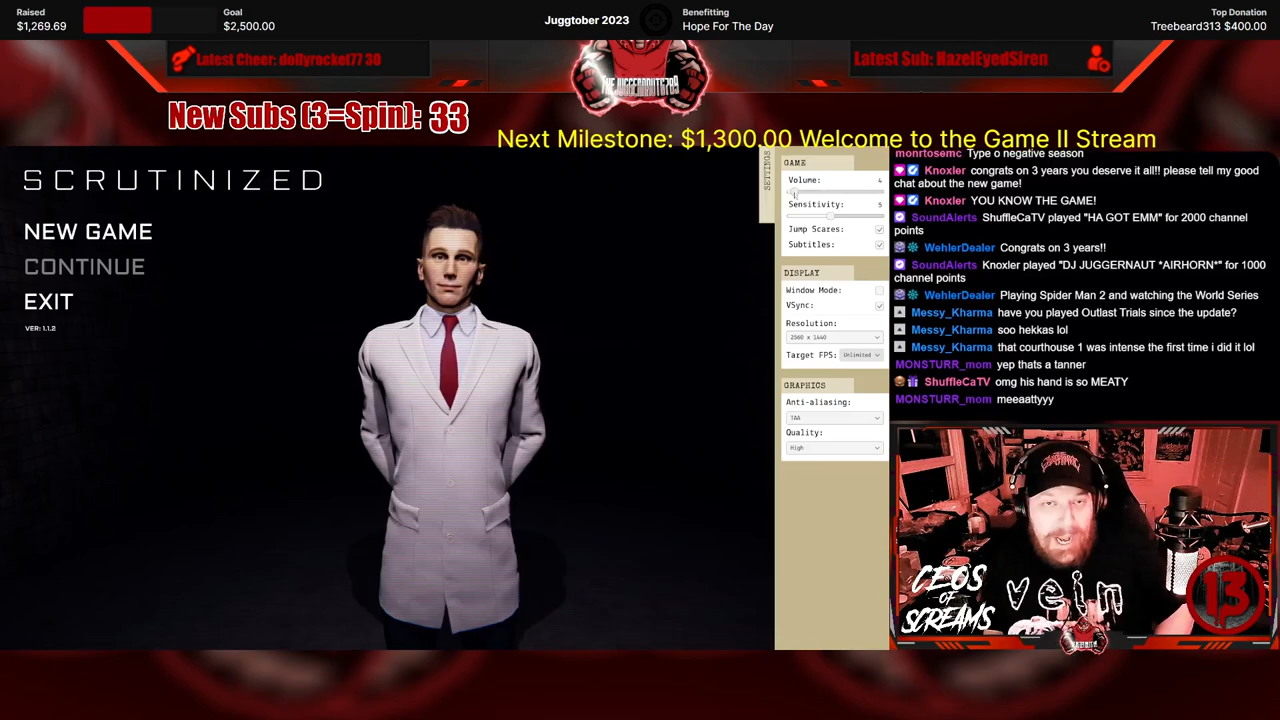 Raised
$1,269.69
Goal
$2,500.00
Juggtober 2023
Benefitting
Hope For The Day
Top Donation
Treebeard313 $400.00
Latest Cheer: dollyrocket77 30
THEJUGGERNAUT6789
Latest Sub: HazelEyedSiren
New Subs (3=Spin): 33
Next Milestone: $1,300.00 Welcome to the Game II Stream
SCRUTINIZED
NEW GAME
CONTINUE
EXIT
VER: 1.1.2
SETTINGS
GAME
Volume: 4
Sensitivity: 5
Jump Scares:
Subtitles:
DISPLAY
Window Mode:
VSync:
Resolution:
2560 x 1440
Target FPS: Unlimited
GRAPHICS
Anti-aliasing:
Quality:
High
monrtosemc Type o negative season
Knoxler congrats on 3 years you deserve it all!! please tell my good
chat about the new game!
Knoxler YOU KNOW THE GAME!
SoundAlerts ShuffleCaTV played "HA GOT EMM" for 2000 channel
points
WehlerDealer Congrats on 3 years!!
SoundAlerts Knoxler played "DJ JUGGERNAUT *AIRHORN*" for 1000
channel points
WehlerDealer Playing Spider Man 2 and watching the World Series
Messy_Kharma have you played Outlast Trials since the update?
Messy_Kharma soo hekkas lol
Messy_Kharma that courthouse 1 was intense the first time i did it lol
MONSTURR_mom yep thats a tanner
ShuffleCaTV omg his hand is so MEATY
MONSTURR_mom meeaattyyy
CEOS
OF
SCREAMS
vein
13